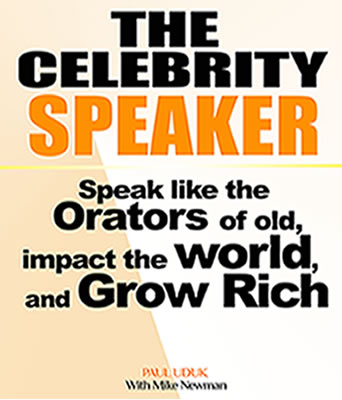 THE
CELEBRITY
SPEAKER
Speak like the
Orators of old,
impact the world,
and Grow Rich
PAUL UDUK
With Mike Newman